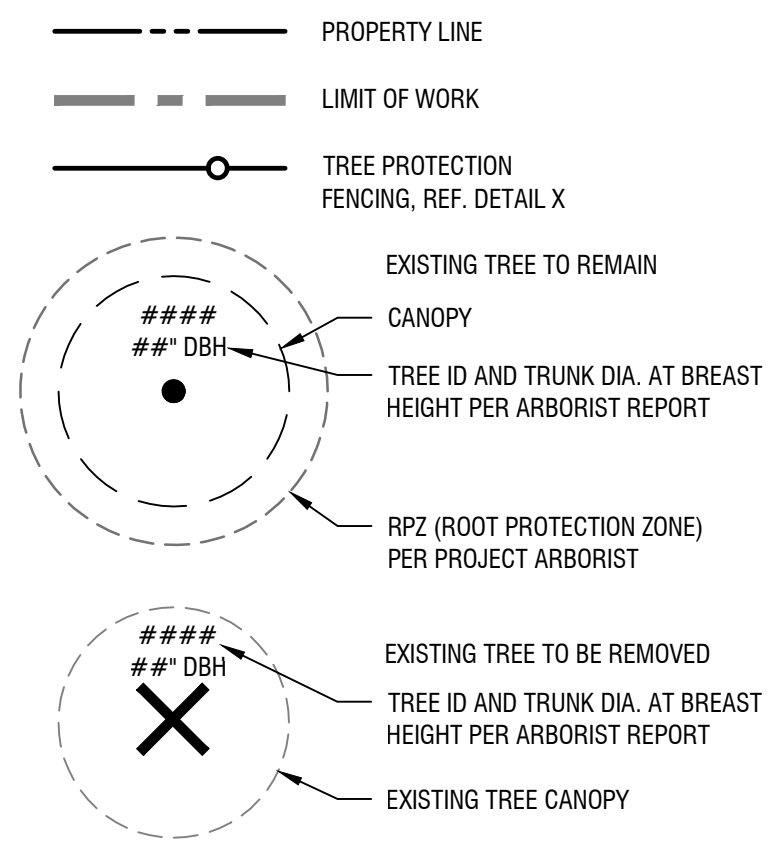 PROPERTY LINE
LIMIT OF WORK
TREE PROTECTION
FENCING, REF. DETAIL X
EXISTING TREE TO REMAIN
####
##" DBH
CANOPY
TREE ID AND TRUNK DIA. AT BREAST
HEIGHT PER ARBORIST REPORT
RPZ (ROOT PROTECTION ZONE)
PER PROJECT ARBORIST
####
##" DBH
EXISTING TREE TO BE REMOVED
TREE ID AND TRUNK DIA. AT BREAST
HEIGHT PER ARBORIST REPORT
EXISTING TREE CANOPY